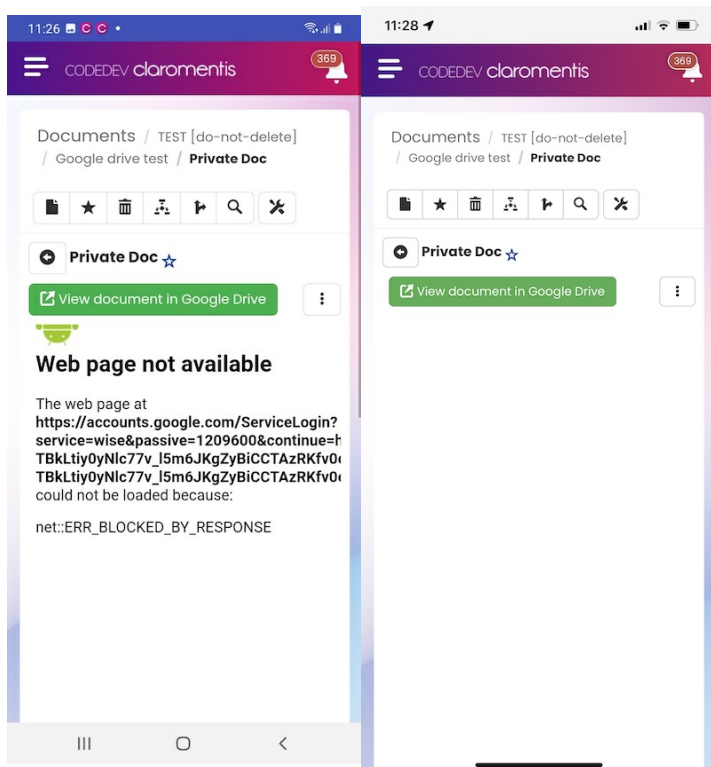 11:26
369
CODEDEV claromentis
Documents / TEST [do-not-delete]
/ Google drive test / Private Doc
Private Doc
View document in Google Drive
Web page not available
The web page at
https://accounts.google.com/ServiceLogin?
service=wise&passive=1209600&continue=h
TBkLtiy0yNlc77v_l5m6JKgZyBiCCTAzRKfv0
TBkLtiy0yNlc77v_l5m6JKgZyBiCCTAzRKfv0
could not be loaded because:
net::ERR_BLOCKED_BY_RESPONSE
11:28
369
CODEDEV claromentis
Documents / TEST [do-not-delete]
/ Google drive test / Private Doc
Private Doc
View document in Google Drive